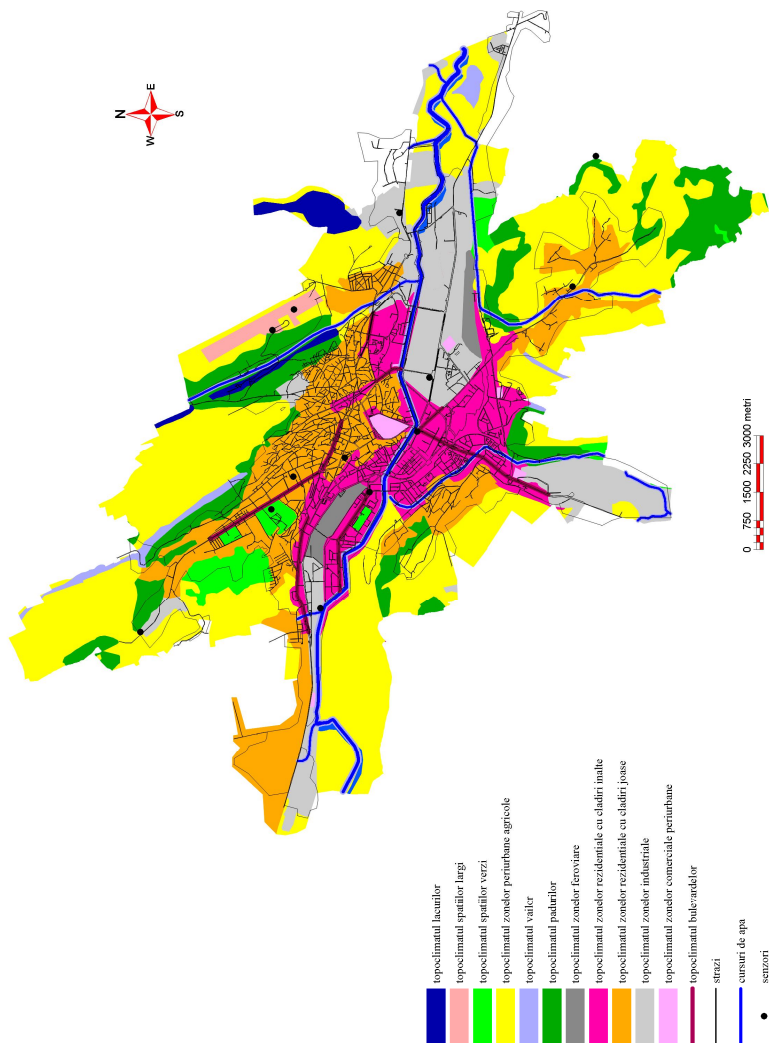 N
E
W
S
0 750 1500 2250 3000 metri
topoclimatul lacurilor
topoclimatul spatiilor largi
topoclimatul spatiilor verzi
topoclimatul zonelor periurbane agricole
topoclimatul vailcr
topoclimatul padurilor
topoclimatul zonelor feroviare
topoclimatul zonelor rezidentiale cu cladiri inalte
topoclimatul zonelor rezidentiale cu cladiri joase
topoclimatul zonelor industriale
topoclimatul zonelor comerciale periurbane
topoclimatul bulevardelor
strazi
cursuri de apa
senzori